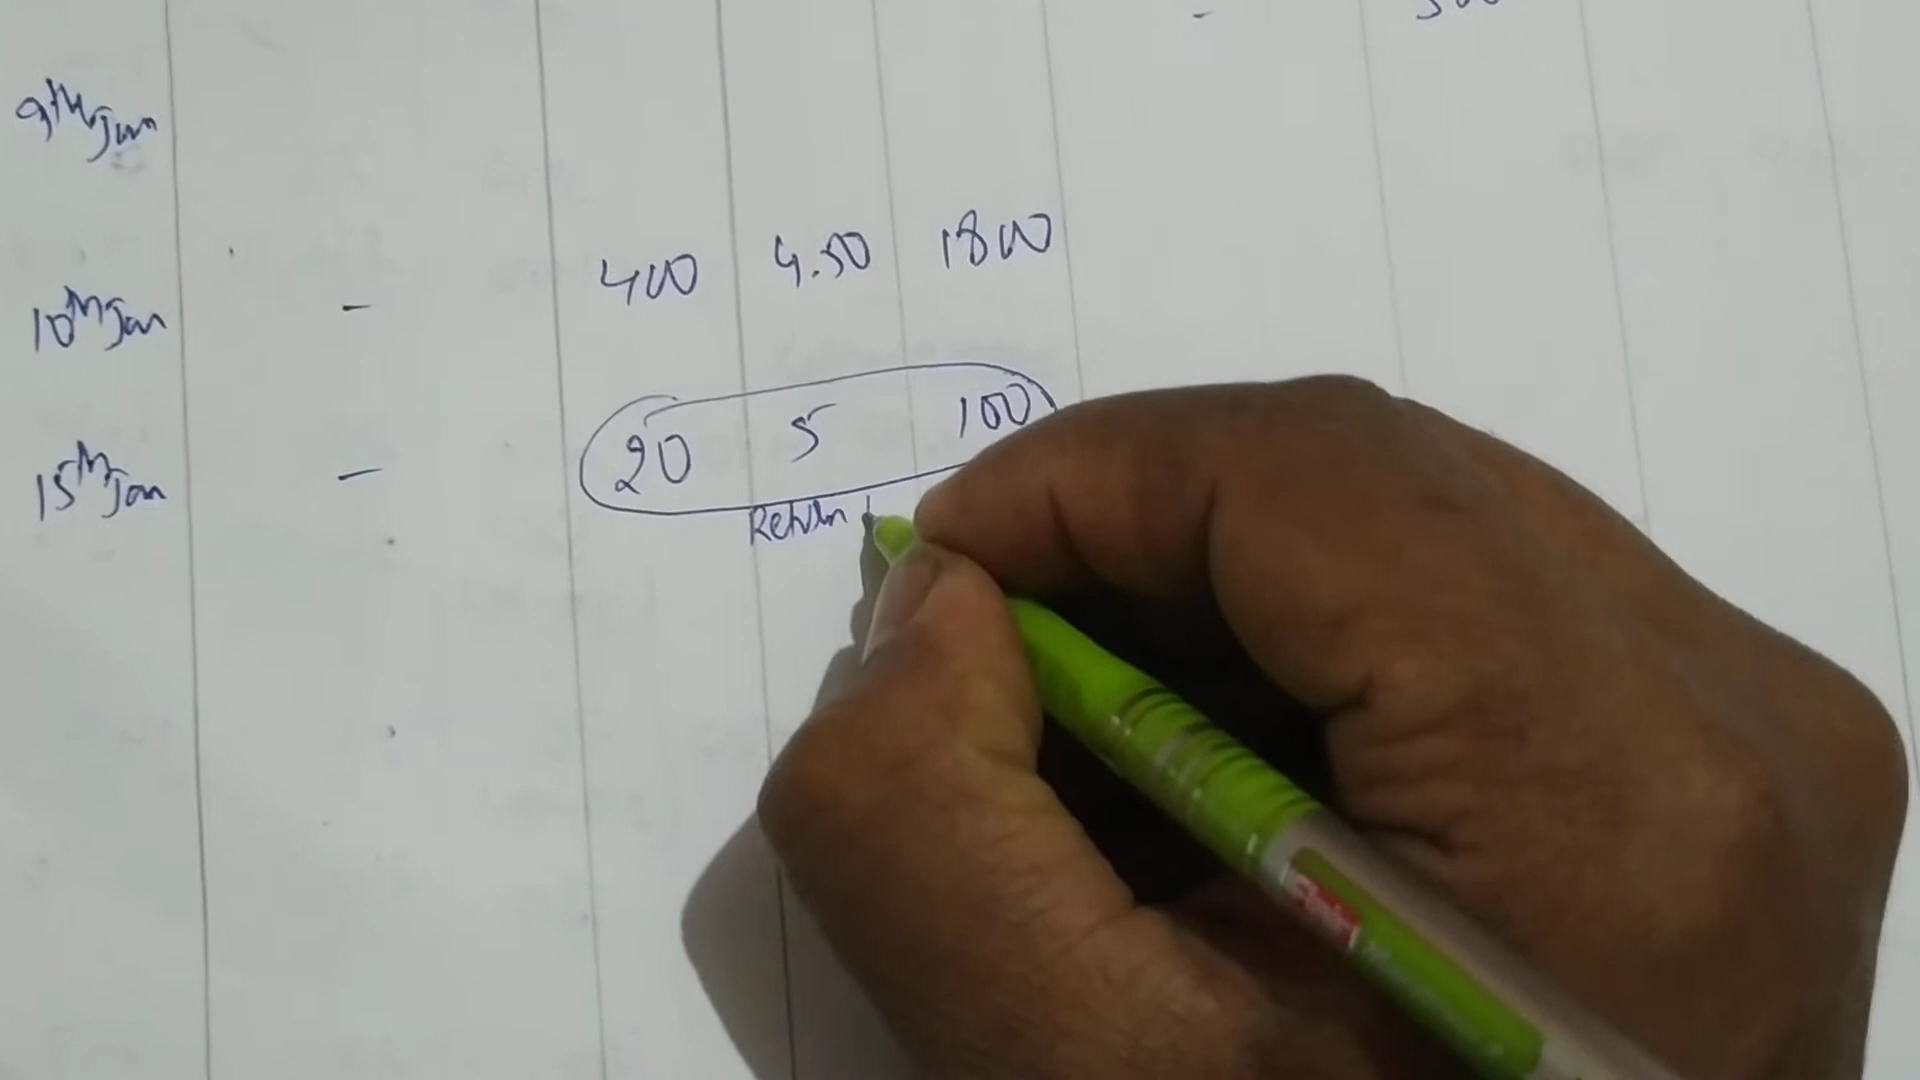 9th Jan
10th Jan - 400 4.50 1800
15th Jan - 20 5 100
Return